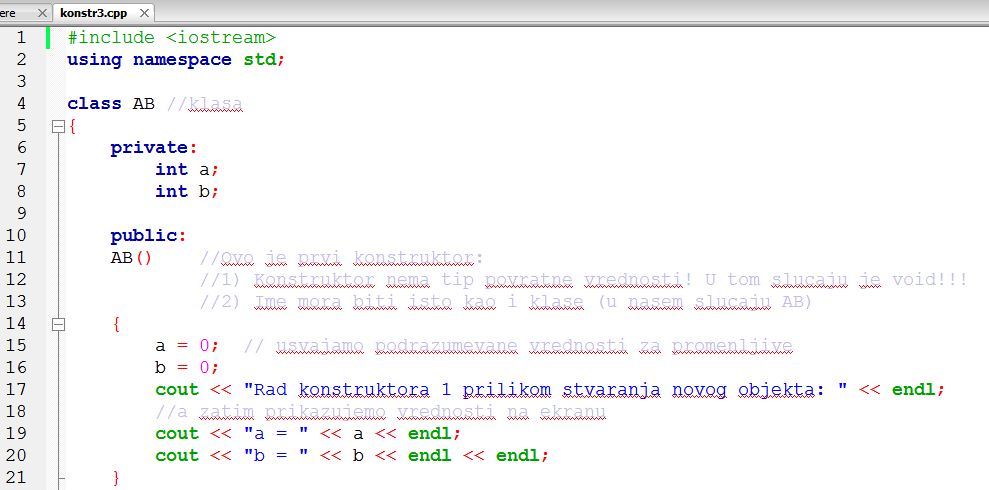 ere konstr3.cpp
1 #include <iostream>
2 using namespace std;
3
4 class AB //klasa
5 {
6 private:
7 int a;
8 int b;
9
10 public:
11 AB() //Ovo je prvi konstruktor:
12 //1) Konstruktor nema tip povratne vrednosti! U tom slucaju je void!!!
13 //2) Ime mora biti isto kao i klase (u nasem slucaju AB)
14 {
15 a = 0; // usvajamo podrazumevane vrednosti za promenljive
16 b = 0;
17 cout << "Rad konstruktora 1 prilikom stvaranja novog objekta: " << endl;
18 //a zatim prikazujemo vrednosti na ekranu
19 cout << "a = " << a << endl;
20 cout << "b = " << b << endl << endl;
21 }